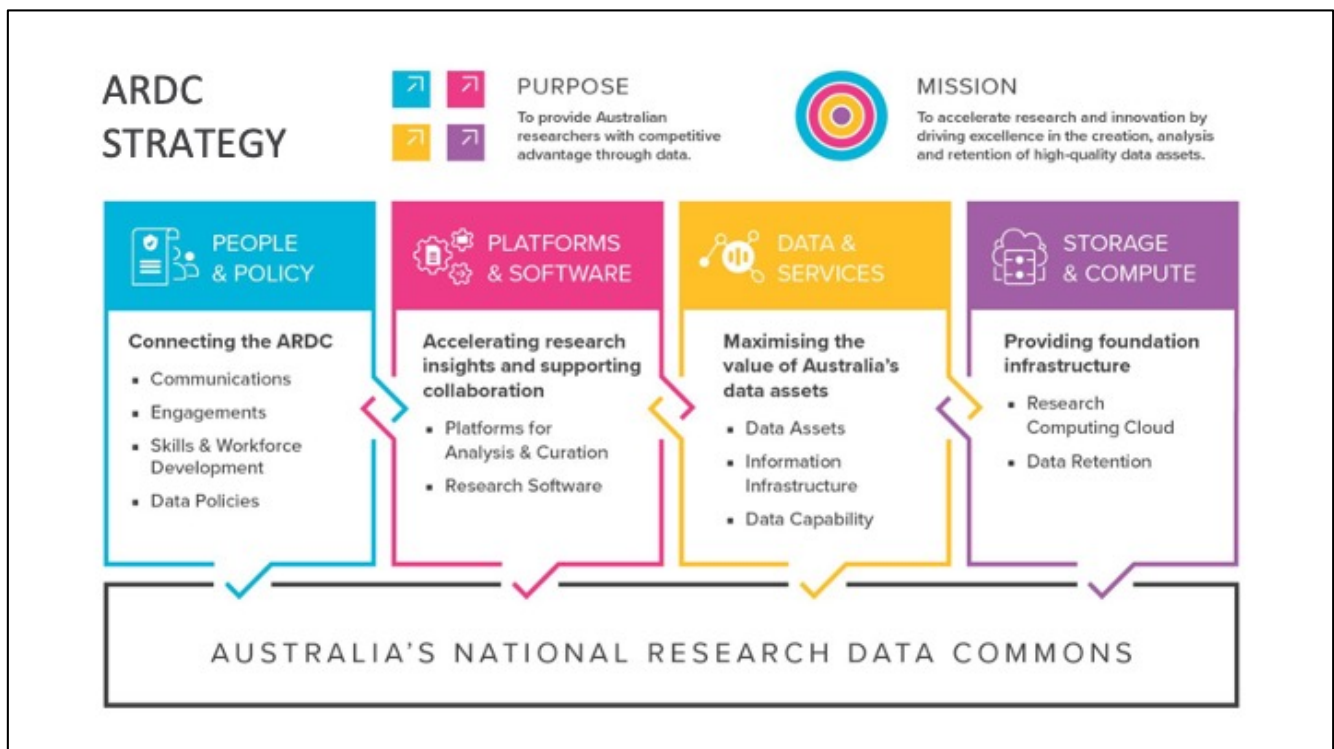 ARDC
STRATEGY
PURPOSE
To provide Australian
researchers with competitive
advantage through data.
MISSION
To accelerate research and innovation by
driving excellence in the creation, analysis
and retention of high-quality data assets.
PEOPLE
& POLICY
Connecting the ARDC
▪ Communications
▪ Engagements
▪ Skills & Workforce
Development
▪ Data Policies
PLATFORMS
& SOFTWARE
Accelerating research
insights and supporting
collaboration
▪ Platforms for
Analysis & Curation
▪ Research Software
DATA &
SERVICES
Maximising the
value of Australia's
data assets
▪ Data Assets
▪ Information
Infrastructure
▪ Data Capability
STORAGE
& COMPUTE
Providing foundation
infrastructure
▪ Research
Computing Cloud
▪ Data Retention
AUSTRALIA'S NATIONAL RESEARCH DATA COMMONS